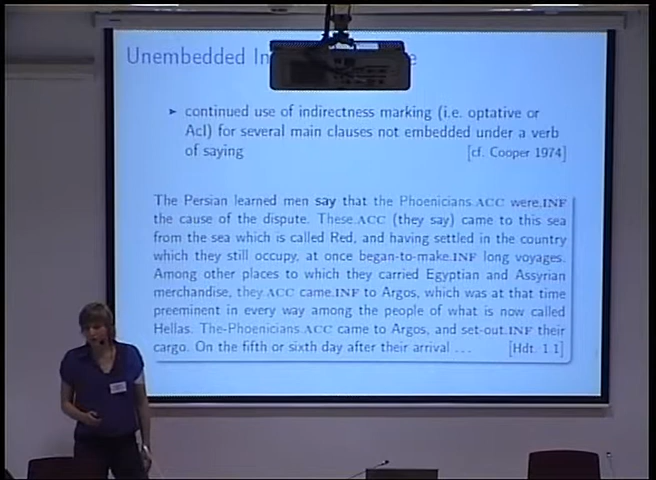 Unembedded In e
➤ continued use of indirectness marking (i.e. optative or
AcI) for several main clauses not embedded under a verb
of saying [cf. Cooper 1974]
The Persian learned men say that the Phoenicians.ACC were.INF
the cause of the dispute. These.ACC (they say) came to this sea
from the sea which is called Red, and having settled in the country
which they still occupy, at once began-to-make.INF long voyages.
Among other places to which they carried Egyptian and Assyrian
merchandise, they.ACC came.INF to Argos, which was at that time
preeminent in every way among the people of what is now called
Hellas. The-Phoenicians.ACC came to Argos, and set-out.INF their
cargo. On the fifth or sixth day after their arrival ... [Hdt. 1.1]